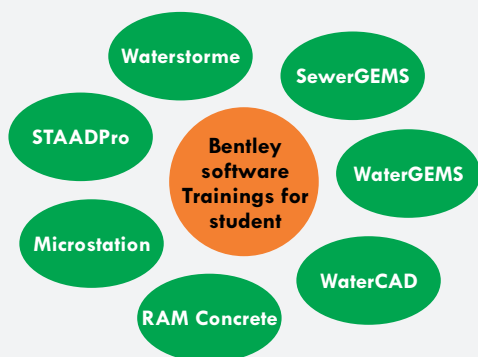 Waterstorme
SewerGEMS
STAADPro
Bentley
software
Trainings for
student
WaterGEMS
Microstation
WaterCAD
RAM Concrete